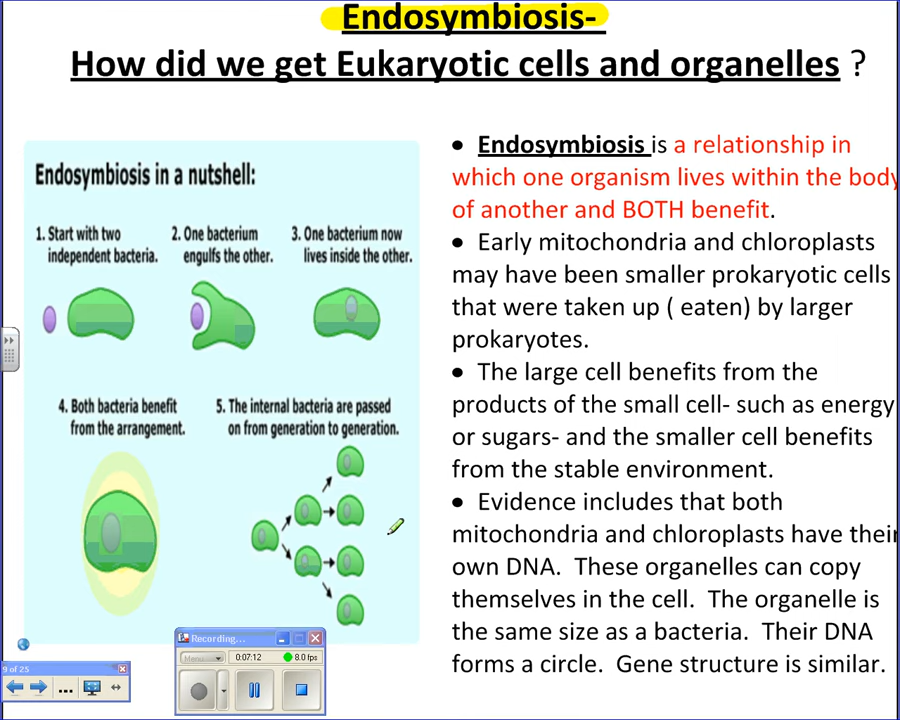 Endosymbiosis-
How did we get Eukaryotic cells and organelles ?
Endosymbiosis in a nutshell:
1. Start with two
independent bacteria.
2. One bacterium
engulfs the other.
3. One bacterium now
lives inside the other.
4. Both bacteria benefit
from the arrangement.
5. The internal bacteria are passed
on from generation to generation.
• Endosymbiosis is a relationship in
which one organism lives within the body
of another and BOTH benefit.
• Early mitochondria and chloroplasts
may have been smaller prokaryotic cells
that were taken up ( eaten) by larger
prokaryotes.
• The large cell benefits from the
products of the small cell- such as energy
or sugars- and the smaller cell benefits
from the stable environment.
• Evidence includes that both
mitochondria and chloroplasts have their
own DNA.  These organelles can copy
themselves in the cell.  The organelle is
the same size as a bacteria.  Their DNA
forms a circle.  Gene structure is similar.
Recording...
Menu
0:07:12
8.0 fps
9 of 25
...